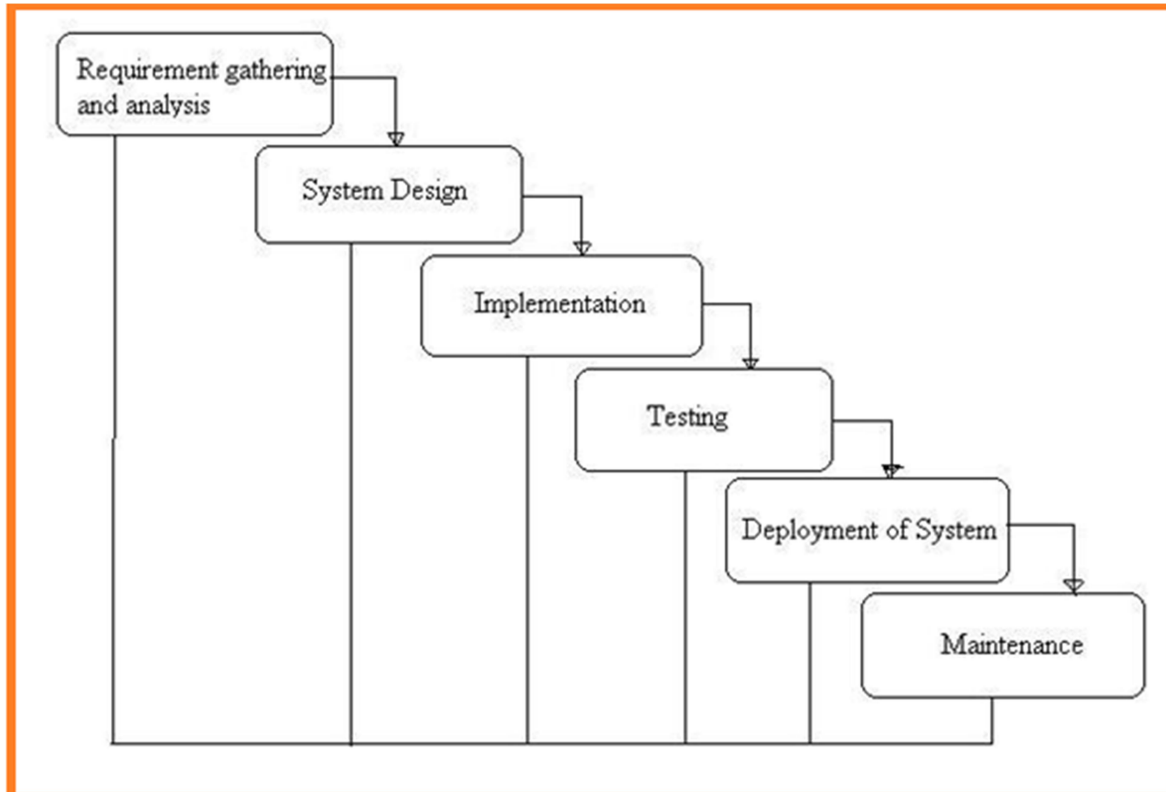 Requirement gathering
and analysis
System Design
Implementation
Testing
Deployment of System
Maintenance